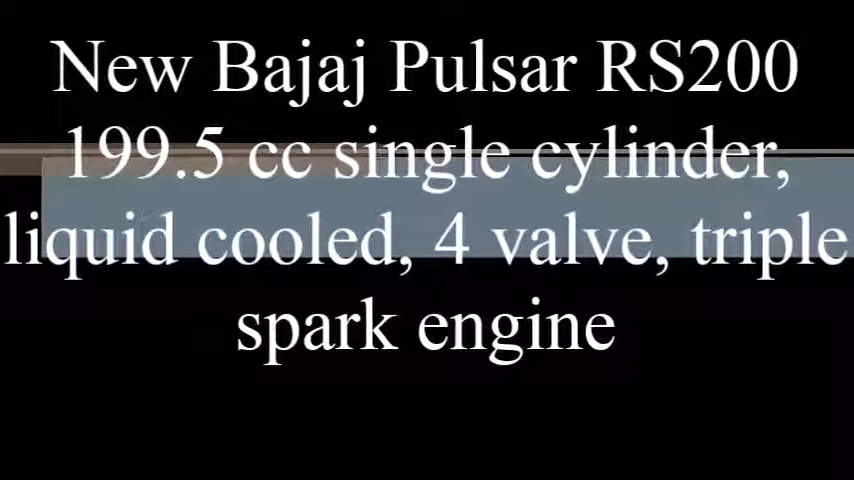 New Bajaj Pulsar RS200
199.5 cc single cylinder,
liquid cooled, 4 valve, triple
spark engine